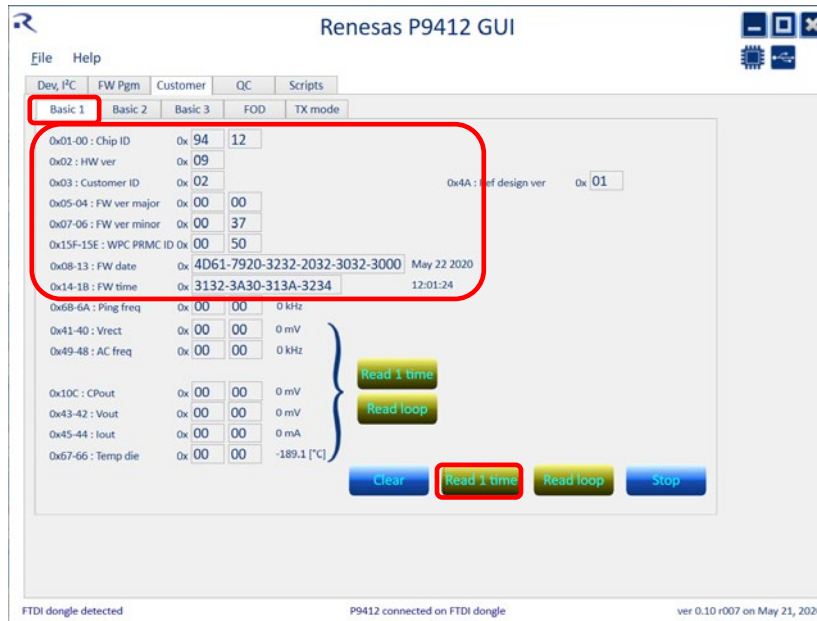 Renesas P9412 GUI
File Help
Dev, I²C FW Pgm Customer QC Scripts
Basic 1 Basic 2 Basic 3 FOD TX mode
0x01-00 : Chip ID 0x 94 12
0x02 : HW ver 0x 09
0x03 : Customer ID 0x 02 0x4A : Ref design ver 0x 01
0x05-04 : FW ver major 0x 00 00
0x07-06 : FW ver minor 0x 00 37
0x15F-15E : WPC PRMC ID 0x 00 50
0x08-13 : FW date 0x 4D61-7920-3232-2032-3032-3000 May 22 2020
0x14-1B : FW time 0x 3132-3A30-313A-3234 12:01:24
0x6B-6A : Ping freq 0x 00 00 0 kHz
0x41-40 : Vrect 0x 00 00 0 mV
0x49-48 : AC freq 0x 00 00 0 kHz
Read 1 time
0x10C : CPout 0x 00 00 0 mV
0x43-42 : Vout 0x 00 00 0 mV
Read loop
0x45-44 : Iout 0x 00 00 0 mA
0x67-66 : Temp die 0x 00 00 -189.1 [°C]
Clear Read 1 time Read loop Stop
FTDI dongle detected P9412 connected on FTDI dongle ver 0.10 r007 on May 21, 202